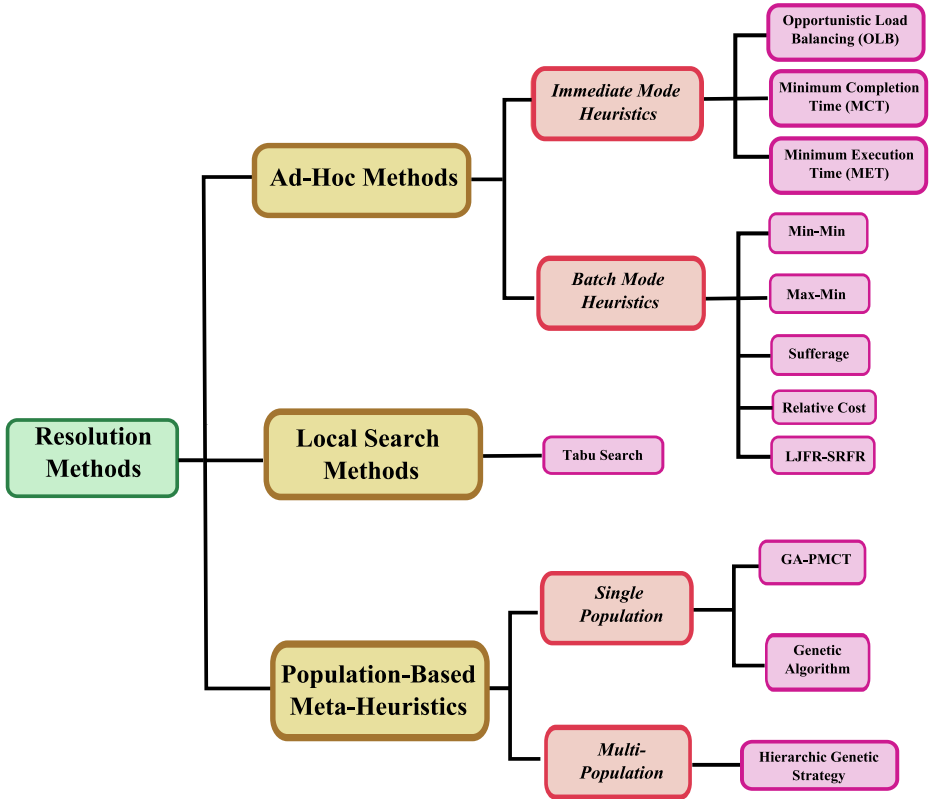 Opportunistic Load
Balancing (OLB)
Immediate Mode
Heuristics
Minimum Completion
Time (MCT)
Minimum Execution
Time (MET)
Ad-Hoc Methods
Min-Min
Batch Mode
Heuristics
Max-Min
Sufferage
Relative Cost
LJFR-SRFR
Resolution
Methods
Local Search
Methods
Tabu Search
GA-PMCT
Single
Population
Genetic
Algorithm
Population-Based
Meta-Heuristics
Multi-
Population
Hierarchic Genetic
Strategy